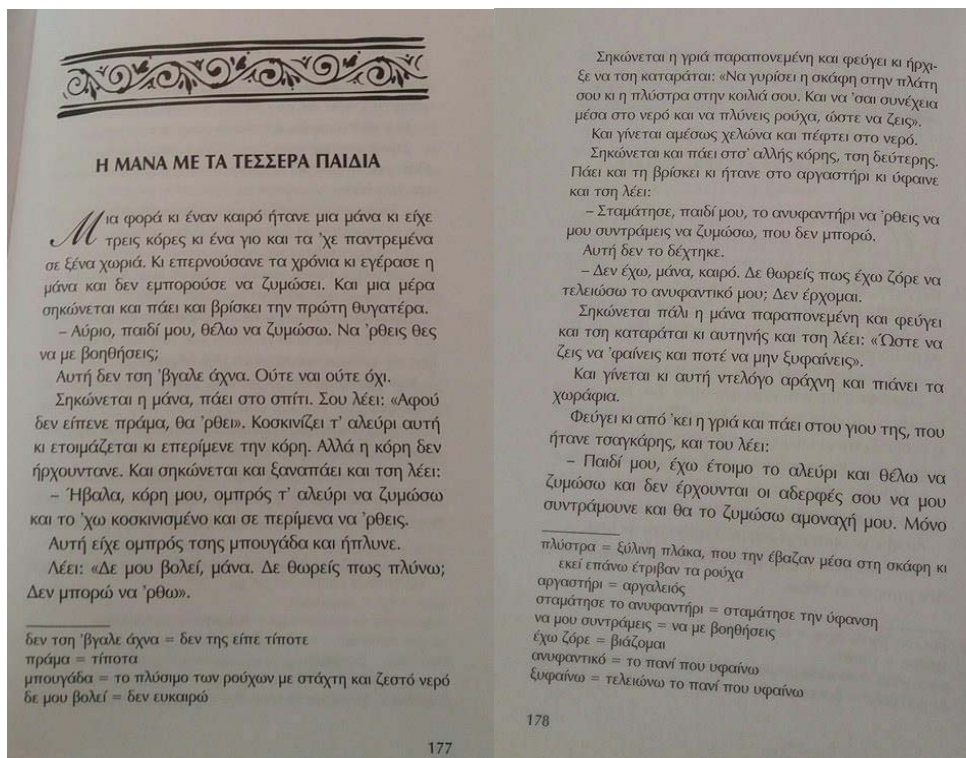 Η ΜΑΝΑ ΜΕ ΤΑ ΤΕΣΣΕΡΑ ΠΑΙΔΙΑ
Μια φορά κι έναν καιρό ήτανε μια μάνα κι είχε
τρεις κόρες κι ένα γιο και τα 'χε παντρεμένα
σε ξένα χωριά. Κι επερνούσανε τα χρόνια κι εγέρασε η
μάνα και δεν εμπορούσε να ζυμώσει. Και μια μέρα
σηκώνεται και πάει και βρίσκει την πρώτη θυγατέρα.
– Αύριο, παιδί μου, θέλω να ζυμώσω. Να 'ρθεις θες
να με βοηθήσεις;
Αυτή δεν τση 'βγαλε άχνα. Ούτε ναι ούτε όχι.
Σηκώνεται η μάνα, πάει στο σπίτι. Σου λέει: «Αφού
δεν είπενε πράμα, θα 'ρθει». Κοσκινίζει τ' αλεύρι αυτή
κι ετοιμάζεται κι επερίμενε την κόρη. Αλλά η κόρη δεν
ήρχουντανε. Και σηκώνεται και ξαναπάει και τση λέει:
– Ήβαλα, κόρη μου, ομπρός τ' αλεύρι να ζυμώσω
και το 'χω κοσκινισμένο και σε περίμενα να 'ρθεις.
Αυτή είχε ομπρός τσης μπουγάδα και ήπλυνε.
Λέει: «Δε μου βολεί, μάνα. Δε θωρείς πως πλύνω;
Δεν μπορώ να 'ρθω».
δεν τση 'βγαλε άχνα = δεν της είπε τίποτε
πράμα = τίποτα
μπουγάδα = το πλύσιμο των ρούχων με στάχτη και ζεστό νερό
δε μου βολεί = δεν ευκαιρώ
177
Σηκώνεται η γριά παραπονεμένη και φεύγει κι ήρχι-
ξε να τση καταράται: «Να γυρίσει η σκάφη στην πλάτη
σου κι η πλύστρα στην κοιλιά σου. Και να 'σαι συνέχεια
μέσα στο νερό και να πλύνεις ρούχα, ώστε να ζεις».
Και γίνεται αμέσως χελώνα και πέφτει στο νερό.
Σηκώνεται και πάει στσ' αλλής κόρης, τση δεύτερης.
Πάει και τη βρίσκει κι ήτανε στο αργαστήρι κι ύφαινε
και τση λέει:
– Σταμάτησε, παιδί μου, το ανυφαντήρι να 'ρθεις να
μου συντράμεις να ζυμώσω, που δεν μπορώ.
Αυτή δεν το δέχτηκε.
– Δεν έχω, μάνα, καιρό. Δε θωρείς πως έχω ζόρε να
τελειώσω το ανυφαντικό μου; Δεν έρχομαι.
Σηκώνεται πάλι η μάνα παραπονεμένη και φεύγει
και τση καταράται κι αυτηνής και τση λέει: «Ώστε να
ζεις να 'φαίνεις και ποτέ να μην ξυφαίνεις».
Και γίνεται κι αυτή ντελόγο αράχνη και πιάνει τα
χωράφια.
Φεύγει κι από 'κει η γριά και πάει στου γιου της, που
ήτανε τσαγκάρης, και του λέει:
– Παιδί μου, έχω έτοιμο το αλεύρι και θέλω να
ζυμώσω και δεν έρχουνται οι αδερφές σου να μου
συντράμουνε και θα το ζυμώσω αμοναχή μου. Μόνο
πλύστρα = ξύλινη πλάκα, που την έβαζαν μέσα στη σκάφη κι
εκεί επάνω έτριβαν τα ρούχα
αργαστήρι = αργαλειός
σταμάτησε το ανυφαντήρι = σταμάτησε την ύφανση
να μου συντράμεις = να με βοηθήσεις
έχω ζόρε = βιάζομαι
ανυφαντικό = το πανί που υφαίνω
ξυφαίνω = τελειώνω το πανί που υφαίνω
178